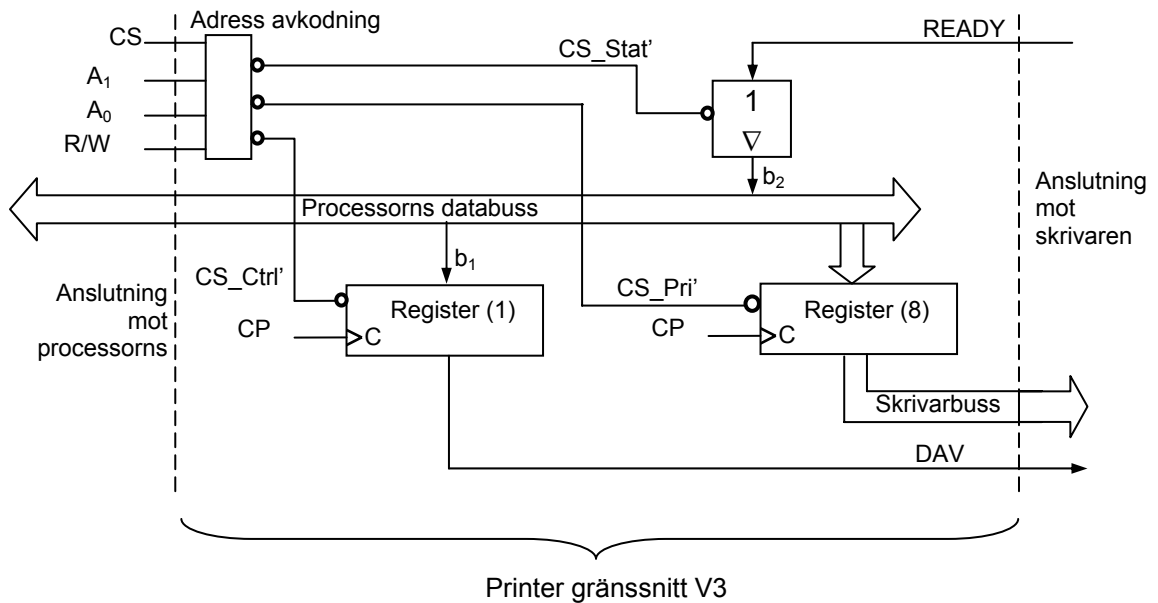 Adress avkodning
CS
A1
A0
R/W
CS_Stat'
READY
1
∇
b2
Processorns databuss
Anslutning
mot
skrivaren
b1
CS_Ctrl'
CS_Pri'
Anslutning
mot
processorns
Register (1)
CP
C
Register (8)
CP
C
Skrivarbuss
DAV
Printer gränssnitt V3